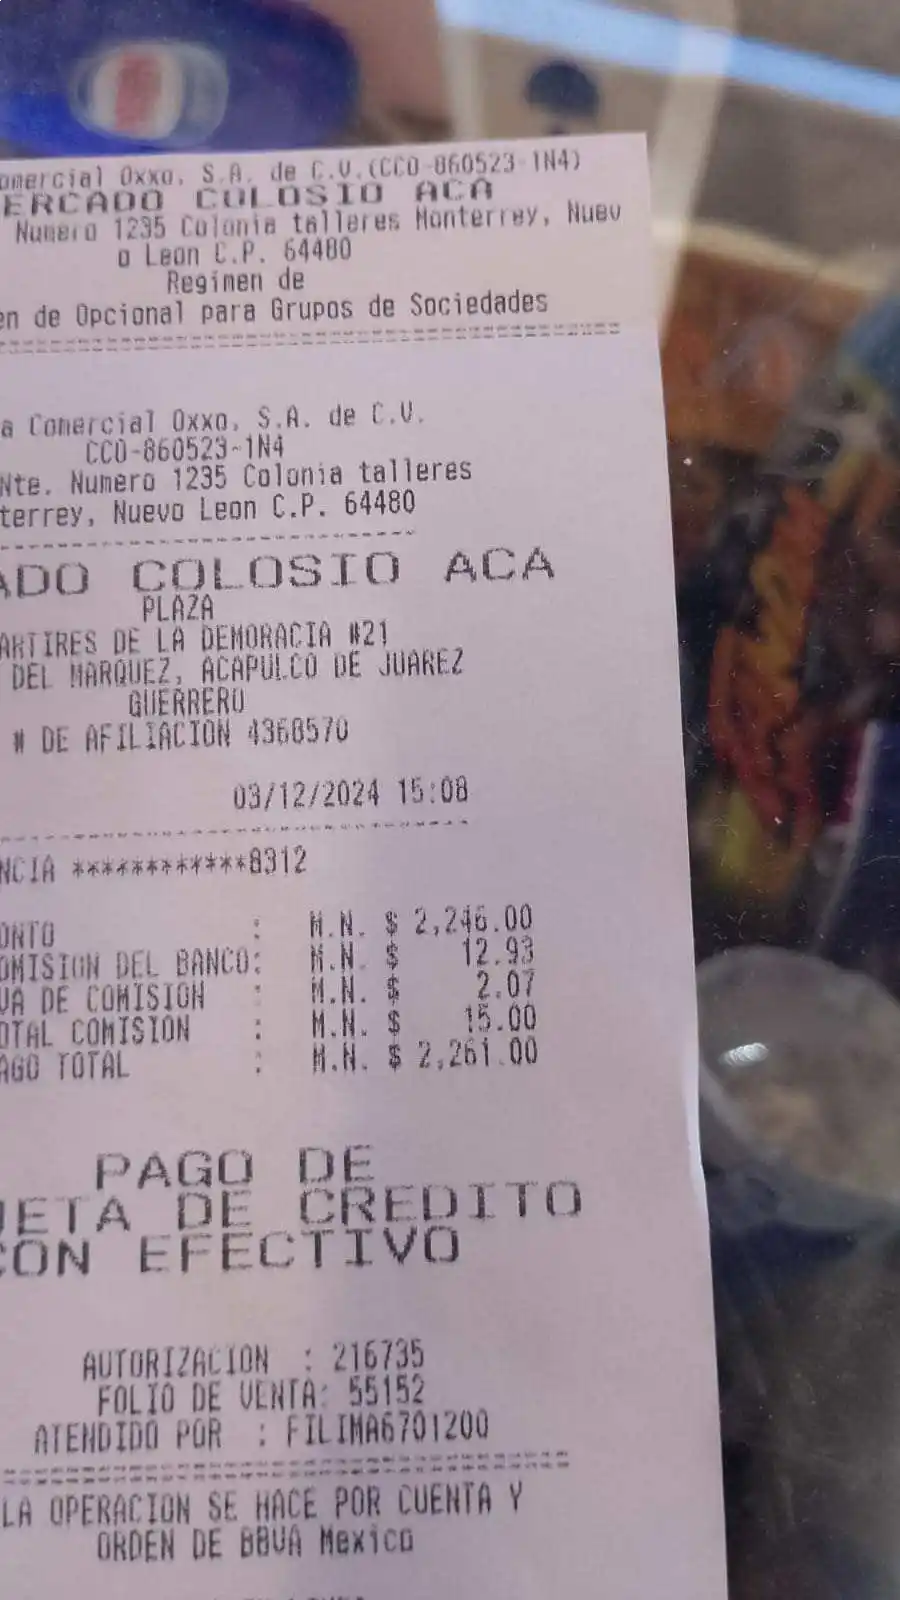 omercial Oxxo, S.A. de C.V.(CCO-860523-1N4)
ERCADO COLOSIO ACA
Numero 1235 Colonia talleres Monterrey, Nuev
o Leon C.P. 64480
Regimen de
en de Opcional para Grupos de Sociedades
a Comercial Oxxo, S.A. de C.V.
CCO-860523-1N4
Nte. Numero 1235 Colonia talleres
terrey, Nuevo Leon C.P. 64480
ADO COLOSIO ACA
PLAZA
ARTIRES DE LA DEMORACIA #21
DEL MARQUEZ, ACAPULCO DE JUAREZ
GUERRERO
# DE AFILIACION 4368570
03/12/2024 15:08
NCIA ************8312
ONTO : M.N. $ 2,246.00
OMISION DEL BANCO: M.N. $ 12.93
VA DE COMISION : M.N. $ 2.07
OTAL COMISION : M.N. $ 15.00
AGO TOTAL : M.N. $ 2,261.00
PAGO DE
JETA DE CREDITO
CON EFECTIVO
AUTORIZACION : 216735
FOLIO DE VENTA: 55152
ATENDIDO POR : FILIMA6701200
LA OPERACION SE HACE POR CUENTA Y
ORDEN DE BBVA Mexico